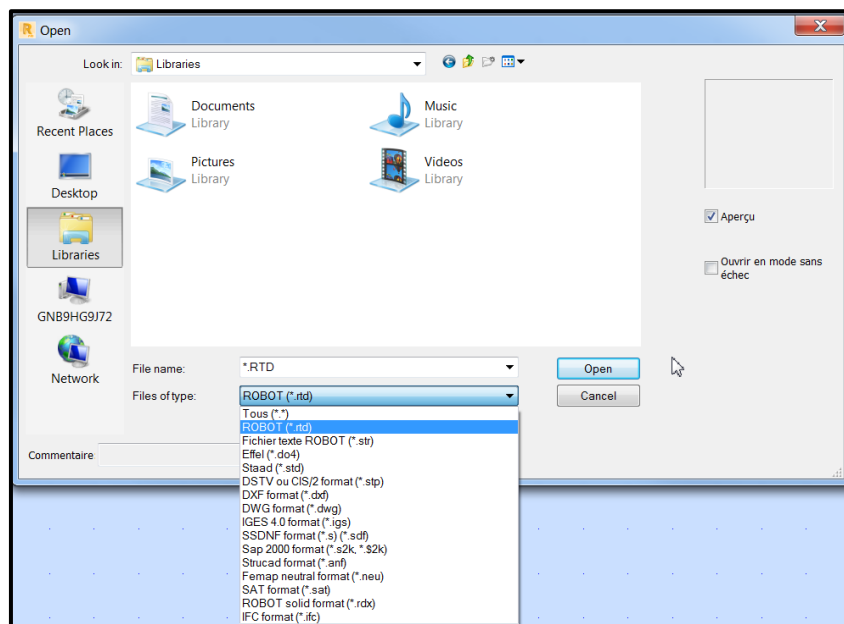 Open
Look in:
Libraries
Recent Places
Desktop
Libraries
GNB9HG9J72
Network
Documents
Library
Music
Library
Pictures
Library
Videos
Library
Aperçu
Ouvrir en mode sans
échec
File name:
*.RTD
Open
Files of type:
ROBOT (*.rtd)
Cancel
Tous (*.*)
ROBOT (*.rtd)
Fichier texte ROBOT (*.str)
Effel (*.do4)
Staad (*.std)
DSTV ou CIS/2 format (*.stp)
DXF format (*.dxf)
DWG format (*.dwg)
IGES 4.0 format (*.igs)
SSDNF format (*.s) (*.sdf)
Sap 2000 format (*.s2k, *.$2k)
Strucad format (*.anf)
Femap neutral format (*.neu)
SAT format (*.sat)
ROBOT solid format (*.rdx)
IFC format (*.ifc)
Commentaire